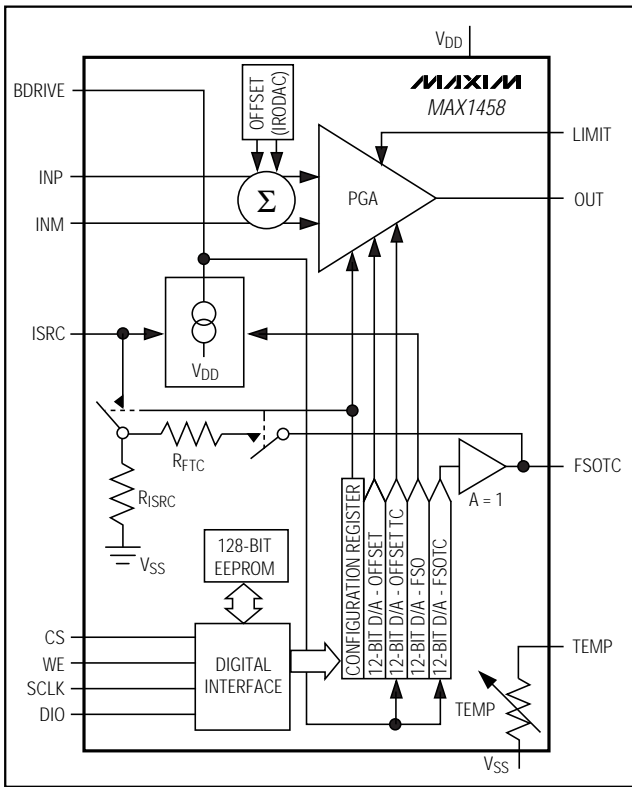 VDD
BDRIVE
MAXIM
MAX1458
OFFSET
(IRODAC)
LIMIT
INP
PGA
OUT
Σ
INM
ISRC
VDD
RFTC
FSOTC
A = 1
RISRC
VSS
128-BIT
EEPROM
CONFIGURATION REGISTER
12-BIT D/A - OFFSET
12-BIT D/A - OFFSET TC
12-BIT D/A - FSO
12-BIT D/A - FSOTC
CS
WE
SCLK
DIO
DIGITAL
INTERFACE
TEMP
TEMP
VSS